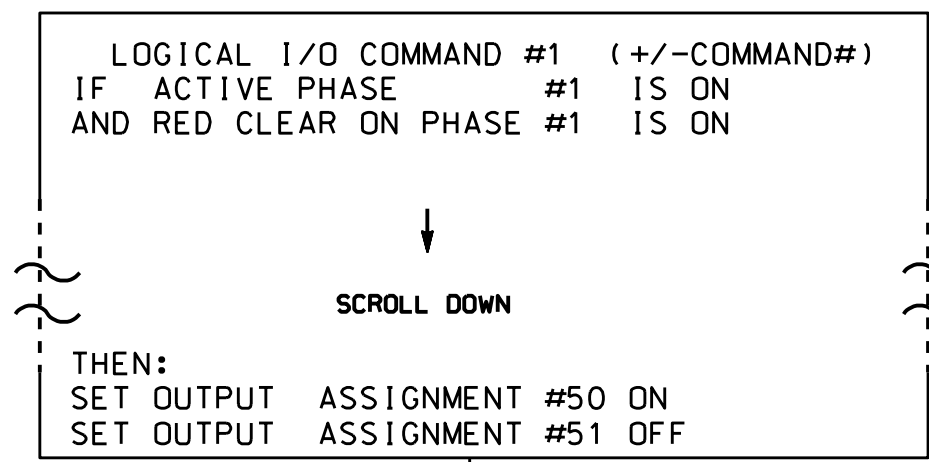 LOGICAL I/O COMMAND #1 (+/-COMMAND#)
IF ACTIVE PHASE #1 IS ON
AND RED CLEAR ON PHASE #1 IS ON
SCROLL DOWN
THEN:
SET OUTPUT ASSIGNMENT #50 ON
SET OUTPUT ASSIGNMENT #51 OFF